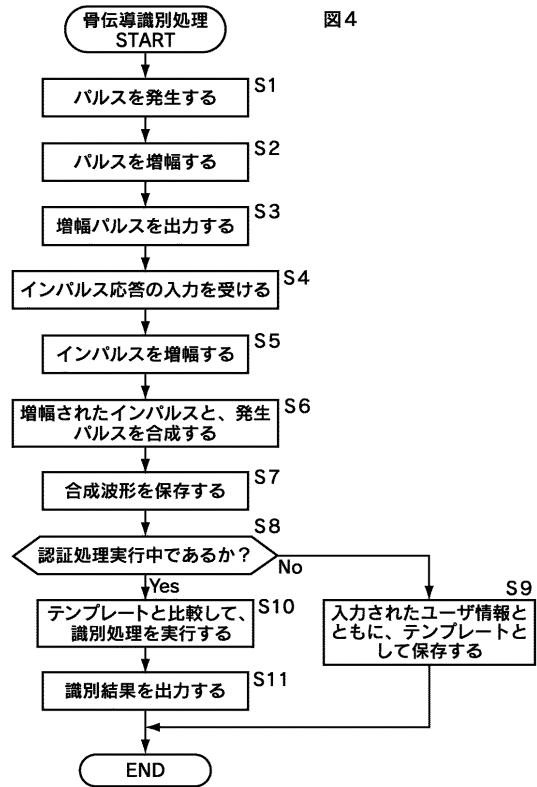 骨伝導識別処理
START
図4
パルスを発生する
S1
パルスを増幅する
S2
増幅パルスを出力する
S3
インパルス応答の入力を受ける
S4
インパルスを増幅する
S5
増幅されたインパルスと、発生
パルスを合成する
S6
合成波形を保存する
S7
認証処理実行中であるか？
S8
No
Yes
テンプレートと比較して、
識別処理を実行する
S10
入力されたユーザ情報と
ともに、テンプレートと
して保存する
S9
識別結果を出力する
S11
END